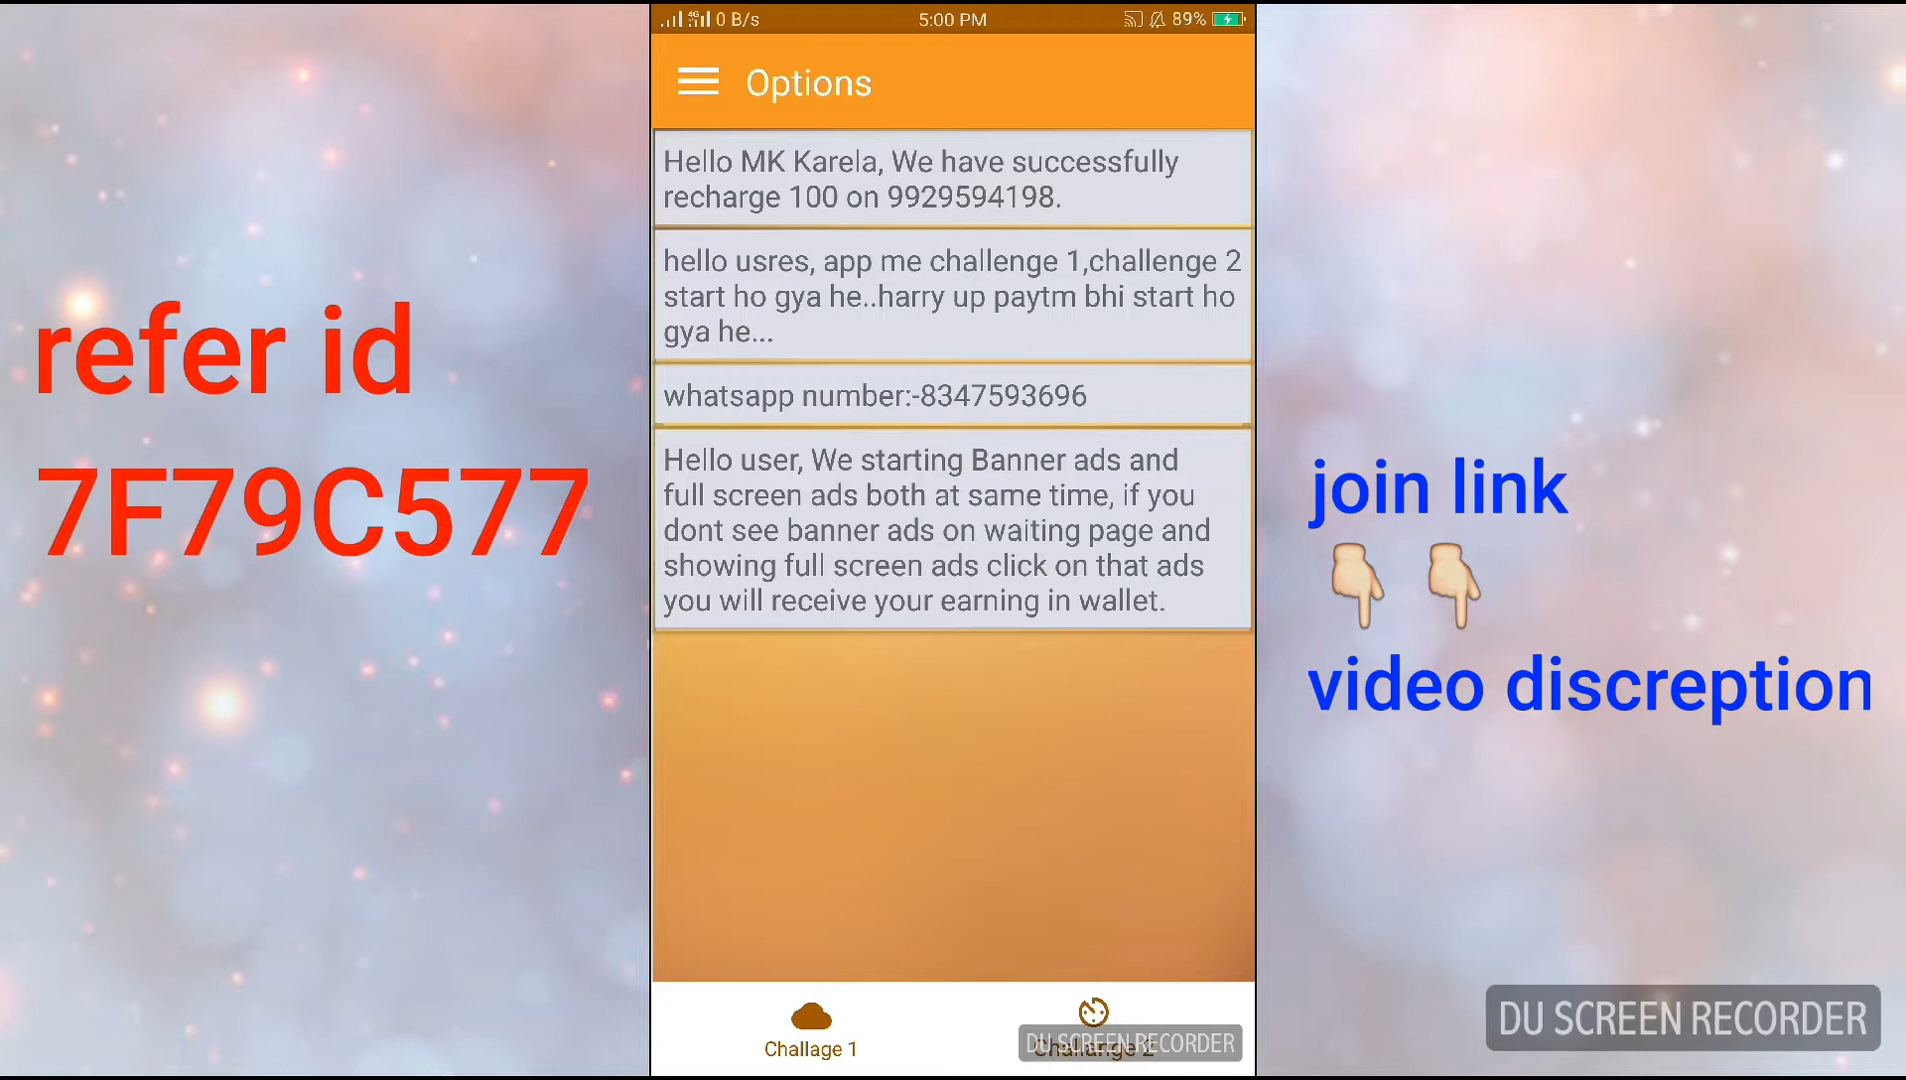 refer id
7F79C577
0 B/s
5:00 PM
89%
Options
Hello MK Karela, We have successfully
recharge 100 on 9929594198.
hello usres, app me challenge 1,challenge 2
start ho gya he..harry up paytm bhi start ho
gya he...
whatsapp number:-8347593696
Hello user, We starting Banner ads and
full screen ads both at same time, if you
dont see banner ads on waiting page and
showing full screen ads click on that ads
you will receive your earning in wallet.
Challage 1
Challange 2
DU SCREEN RECORDER
join link
video discreption
DU SCREEN RECORDER